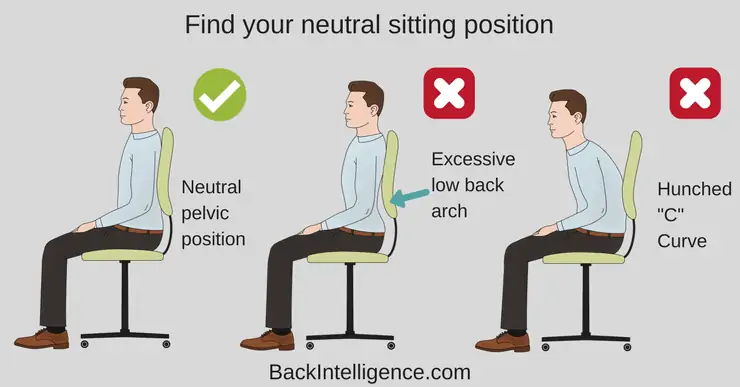 Find your neutral sitting position
Neutral
pelvic
position
Excessive
low back
arch
Hunched
"C"
Curve
BackIntelligence.com